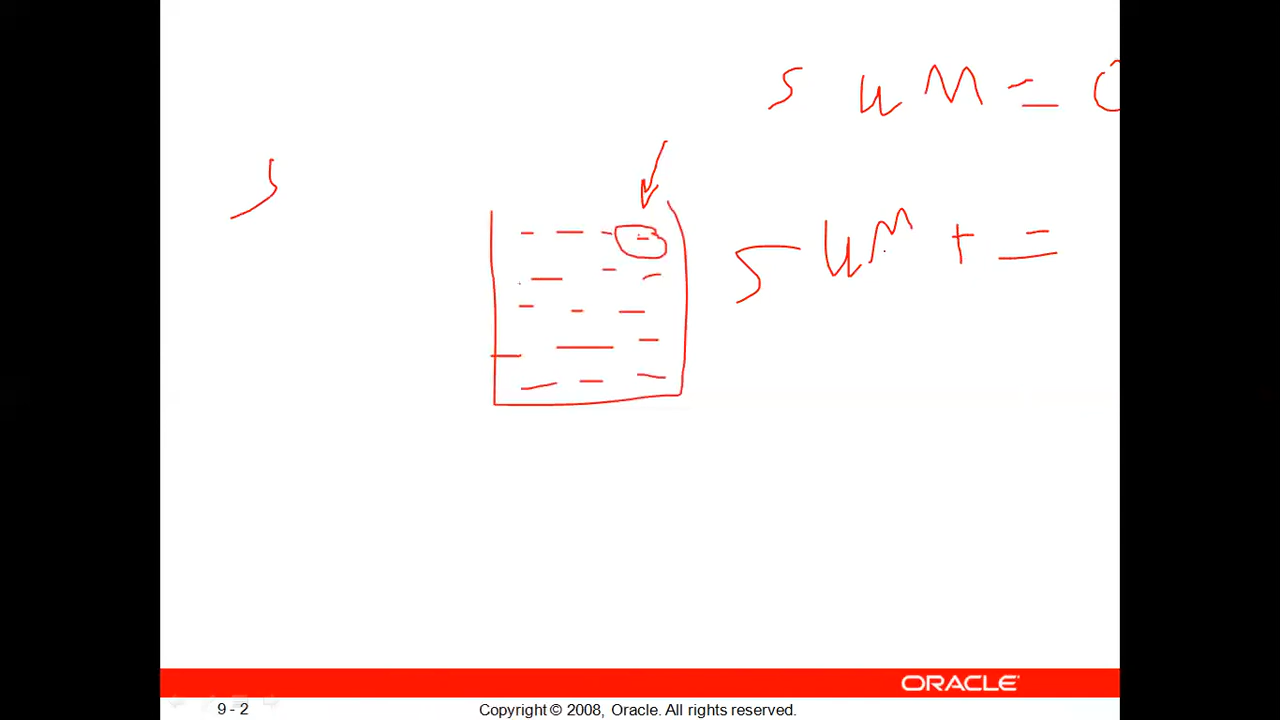 sum = 0
sum + =
ORACLE
9 - 2
Copyright © 2008, Oracle. All rights reserved.